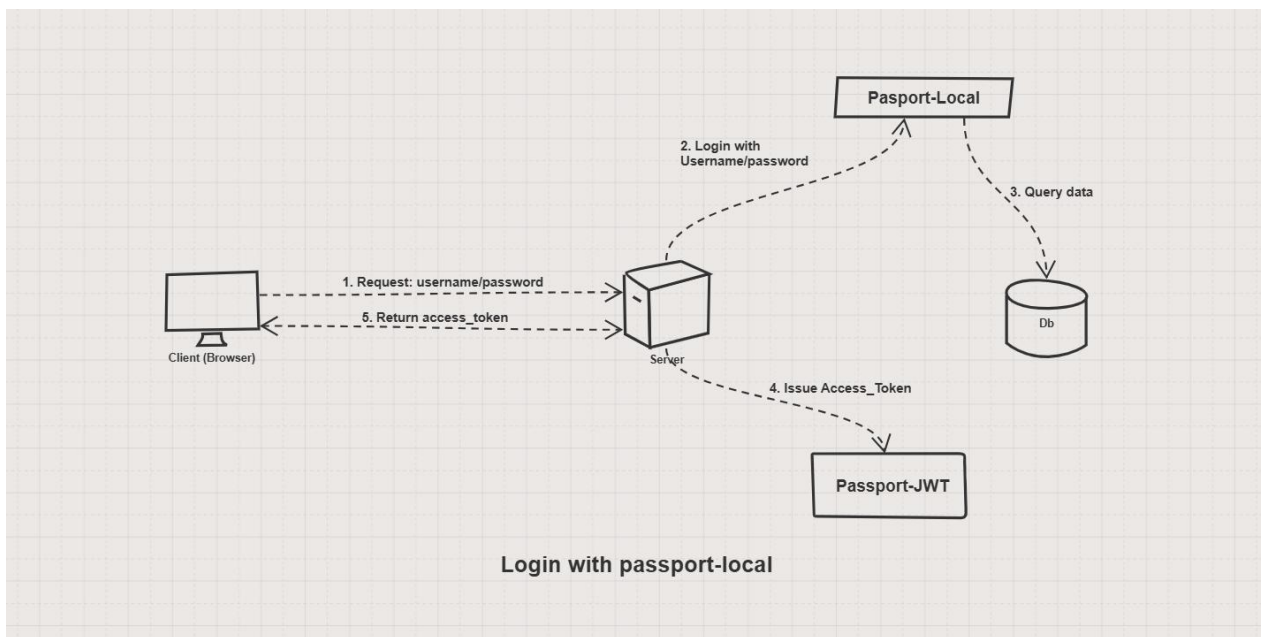 Pasport-Local
2. Login with
Username/password
3. Query data
1. Request: username/password
5. Return access_token
Db
Client (Browser)
Server
4. Issue Access_Token
Passport-JWT
Login with passport-local